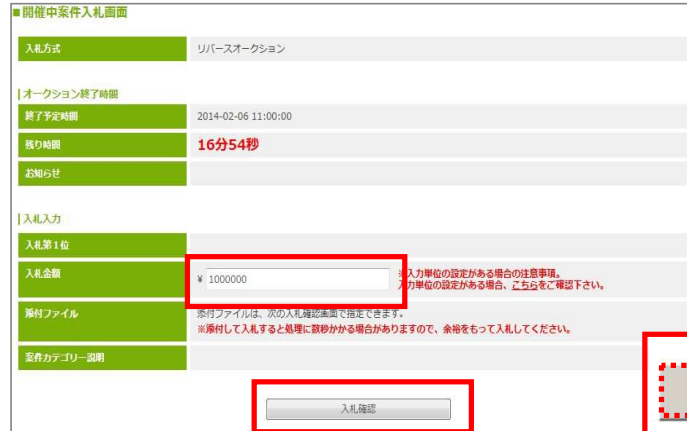 ■開催中案件入札画面
入札方式 リバースオークション
|オークション終了時間
終了予定時間 2014-02-06 11:00:00
残り時間 16分54秒
お知らせ
|入札入力
入札第1位
入札金額 ¥ 1000000 ※入力単位の設定がある場合の注意事項。
入力単位の設定がある場合、こちらをご確認下さい。
添付ファイル 添付ファイルは、次の入札確認画面で指定できます。
※添付して入札すると処理に数秒かかる場合がありますので、余裕をもって入札してください。
案件カテゴリー説明
入札確認